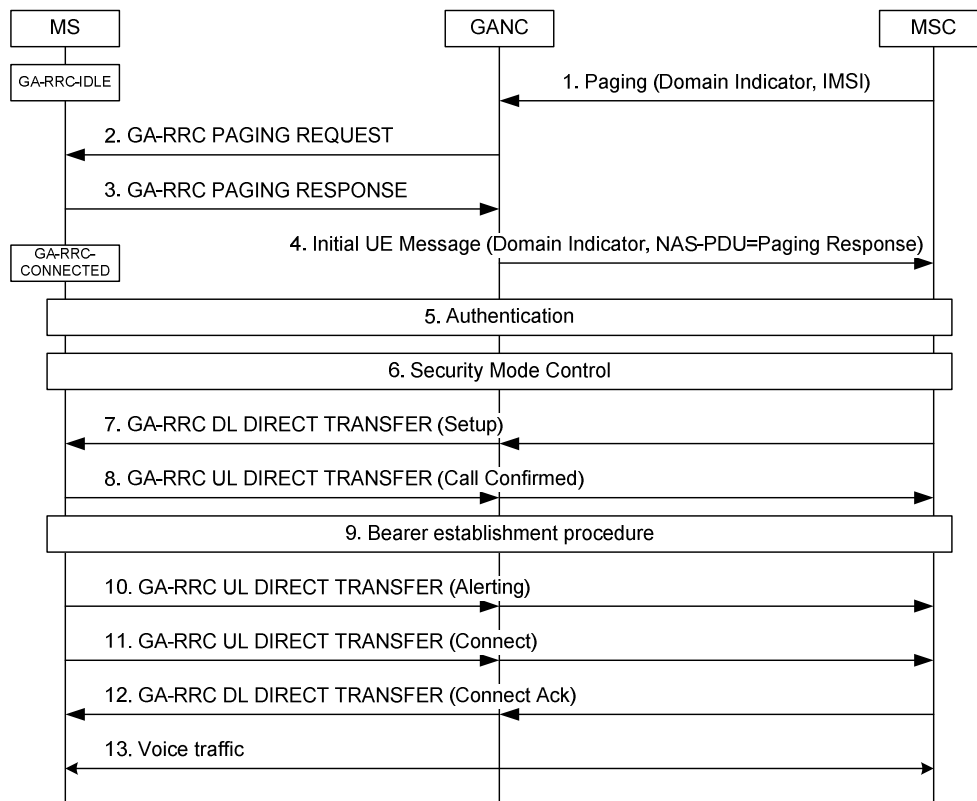 MS
GANC
MSC
GA-RRC-IDLE
1. Paging (Domain Indicator, IMSI)
2. GA-RRC PAGING REQUEST
3. GA-RRC PAGING RESPONSE
4. Initial UE Message (Domain Indicator, NAS-PDU=Paging Response)
GA-RRC-
CONNECTED
5. Authentication
6. Security Mode Control
7. GA-RRC DL DIRECT TRANSFER (Setup)
8. GA-RRC UL DIRECT TRANSFER (Call Confirmed)
9. Bearer establishment procedure
10. GA-RRC UL DIRECT TRANSFER (Alerting)
11. GA-RRC UL DIRECT TRANSFER (Connect)
12. GA-RRC DL DIRECT TRANSFER (Connect Ack)
13. Voice traffic